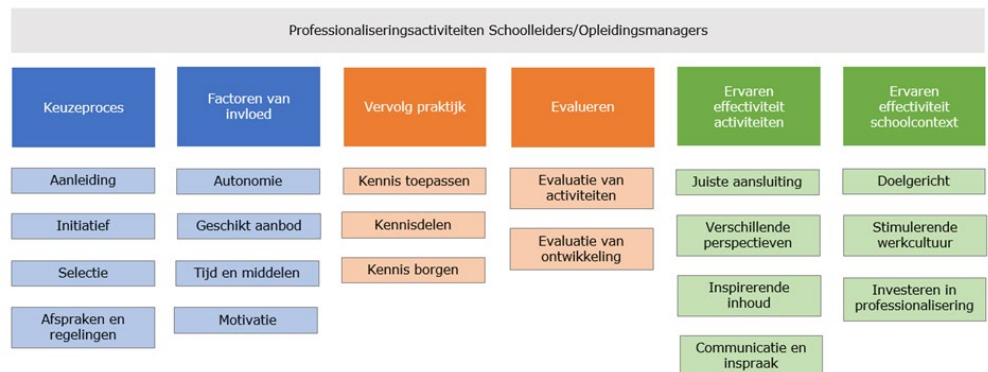 Professionaliseringsactiviteiten Schoolleiders/Opleidingsmanagers
Keuzeproces
Aanleiding
Initiatief
Selectie
Afspraken en
regelingen
Factoren van
invloed
Autonomie
Geschikt aanbod
Tijd en middelen
Motivatie
Vervolg praktijk
Kennis toepassen
Kennisdelen
Kennis borgen
Evalueren
Evaluatie van
activiteiten
Evaluatie van
ontwikkeling
Ervaren
effectiviteit
activiteiten
Juiste aansluiting
Verschillende
perspectieven
Inspirerende
inhoud
Communicatie en
inspraak
Ervaren
effectiviteit
schoolcontext
Doelgericht
Stimulerende
werkcultuur
Investeren in
professionalisering